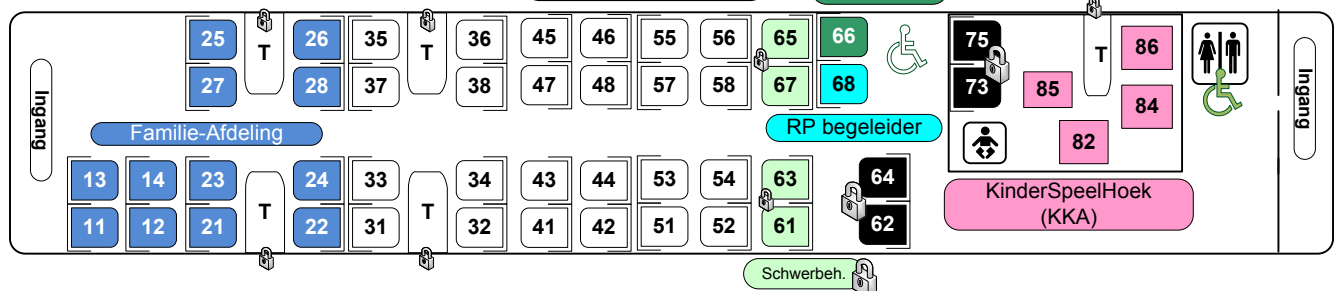 25 T 26 35 T 36 45 46 55 56 65 66 75 T 86
27 28 37 38 47 48 57 58 67 68 73 85 84
82
Ingang
Familie-Afdeling
RP begeleider
Ingang
13 14 23 T 24 33 T 34 43 44 53 54 63 64
11 12 21 22 31 32 41 42 51 52 61 62
KinderSpeelHoek
(KKA)
Schwerbeh.